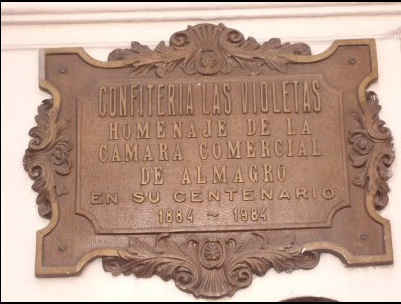 CONFITERIA LAS VIOLETAS
HOMENAJE DE LA
CAMARA COMERCIAL
DE ALMAGRO
EN SU CENTENARIO
1884 ~ 1984